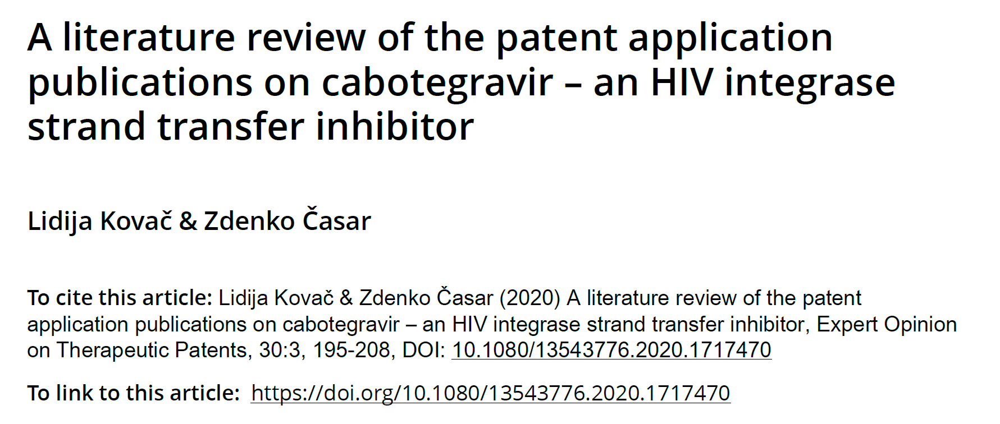 A literature review of the patent application
publications on cabotegravir – an HIV integrase
strand transfer inhibitor
Lidija Kovač & Zdenko Časar
To cite this article: Lidija Kovač & Zdenko Časar (2020) A literature review of the patent
application publications on cabotegravir – an HIV integrase strand transfer inhibitor, Expert Opinion
on Therapeutic Patents, 30:3, 195-208, DOI: 10.1080/13543776.2020.1717470
To link to this article: https://doi.org/10.1080/13543776.2020.1717470